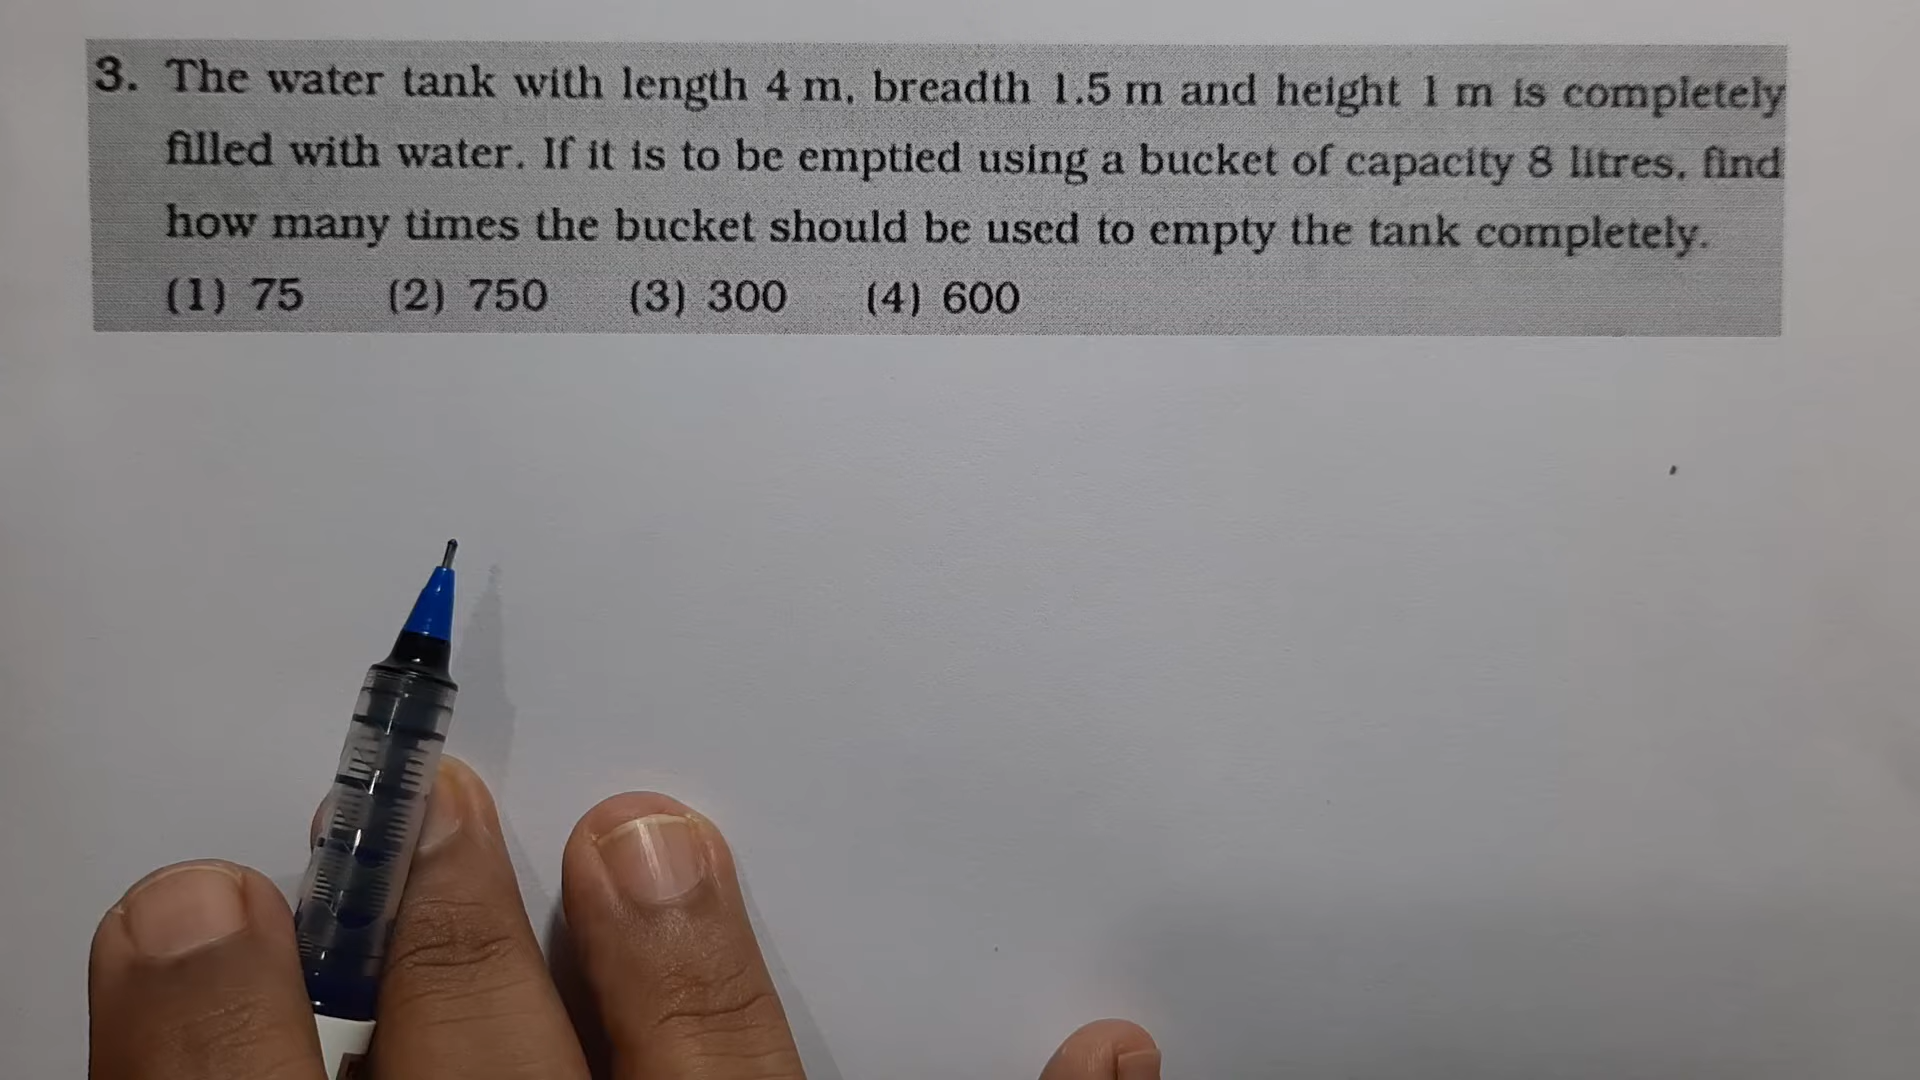 3. The water tank with length 4 m, breadth 1.5 m and height 1 m is completely
filled with water. If it is to be emptied using a bucket of capacity 8 litres, find
how many times the bucket should be used to empty the tank completely.
(1) 75 (2) 750 (3) 300 (4) 600